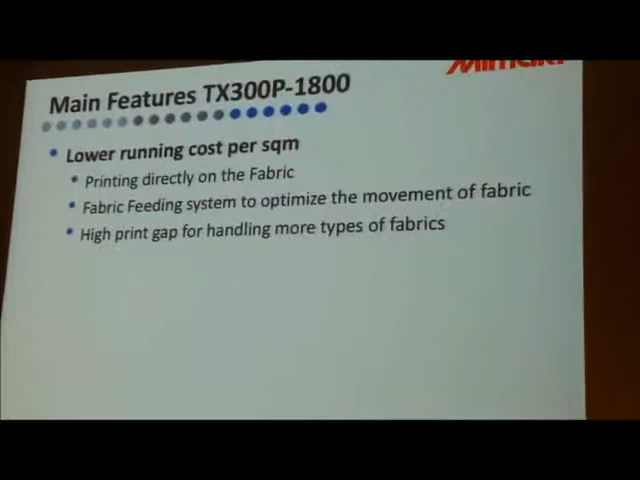 Mimaki
Main Features TX300P-1800
Lower running cost per sqm
Printing directly on the Fabric
Fabric Feeding system to optimize the movement of fabric
High print gap for handling more types of fabrics